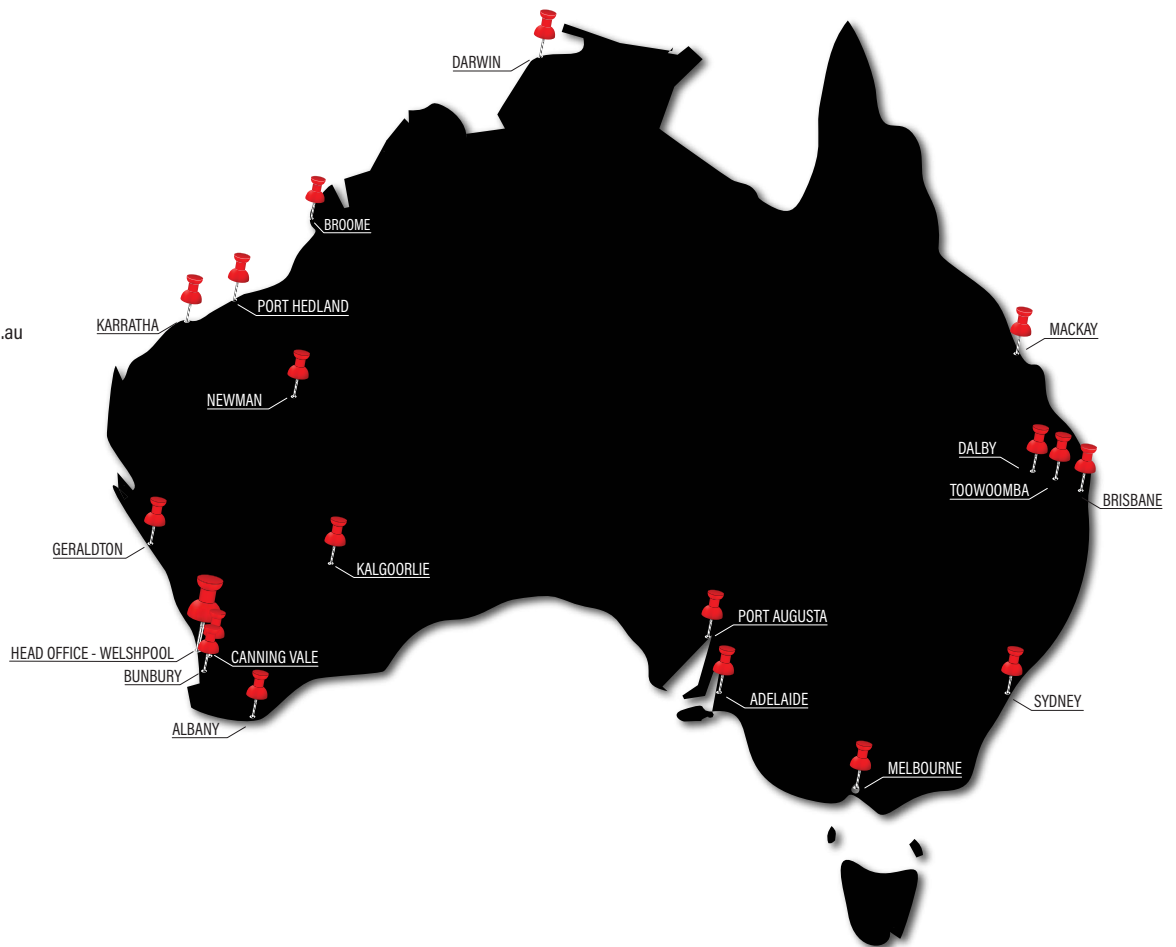 DARWIN
BROOME
PORT HEDLAND
KARRATHA
.au
MACKAY
NEWMAN
DALBY
TOOWOOMBA
BRISBANE
GERALDTON
KALGOORLIE
PORT AUGUSTA
HEAD OFFICE - WELSHPOOL
CANNING VALE
BUNBURY
ADELAIDE
SYDNEY
ALBANY
MELBOURNE